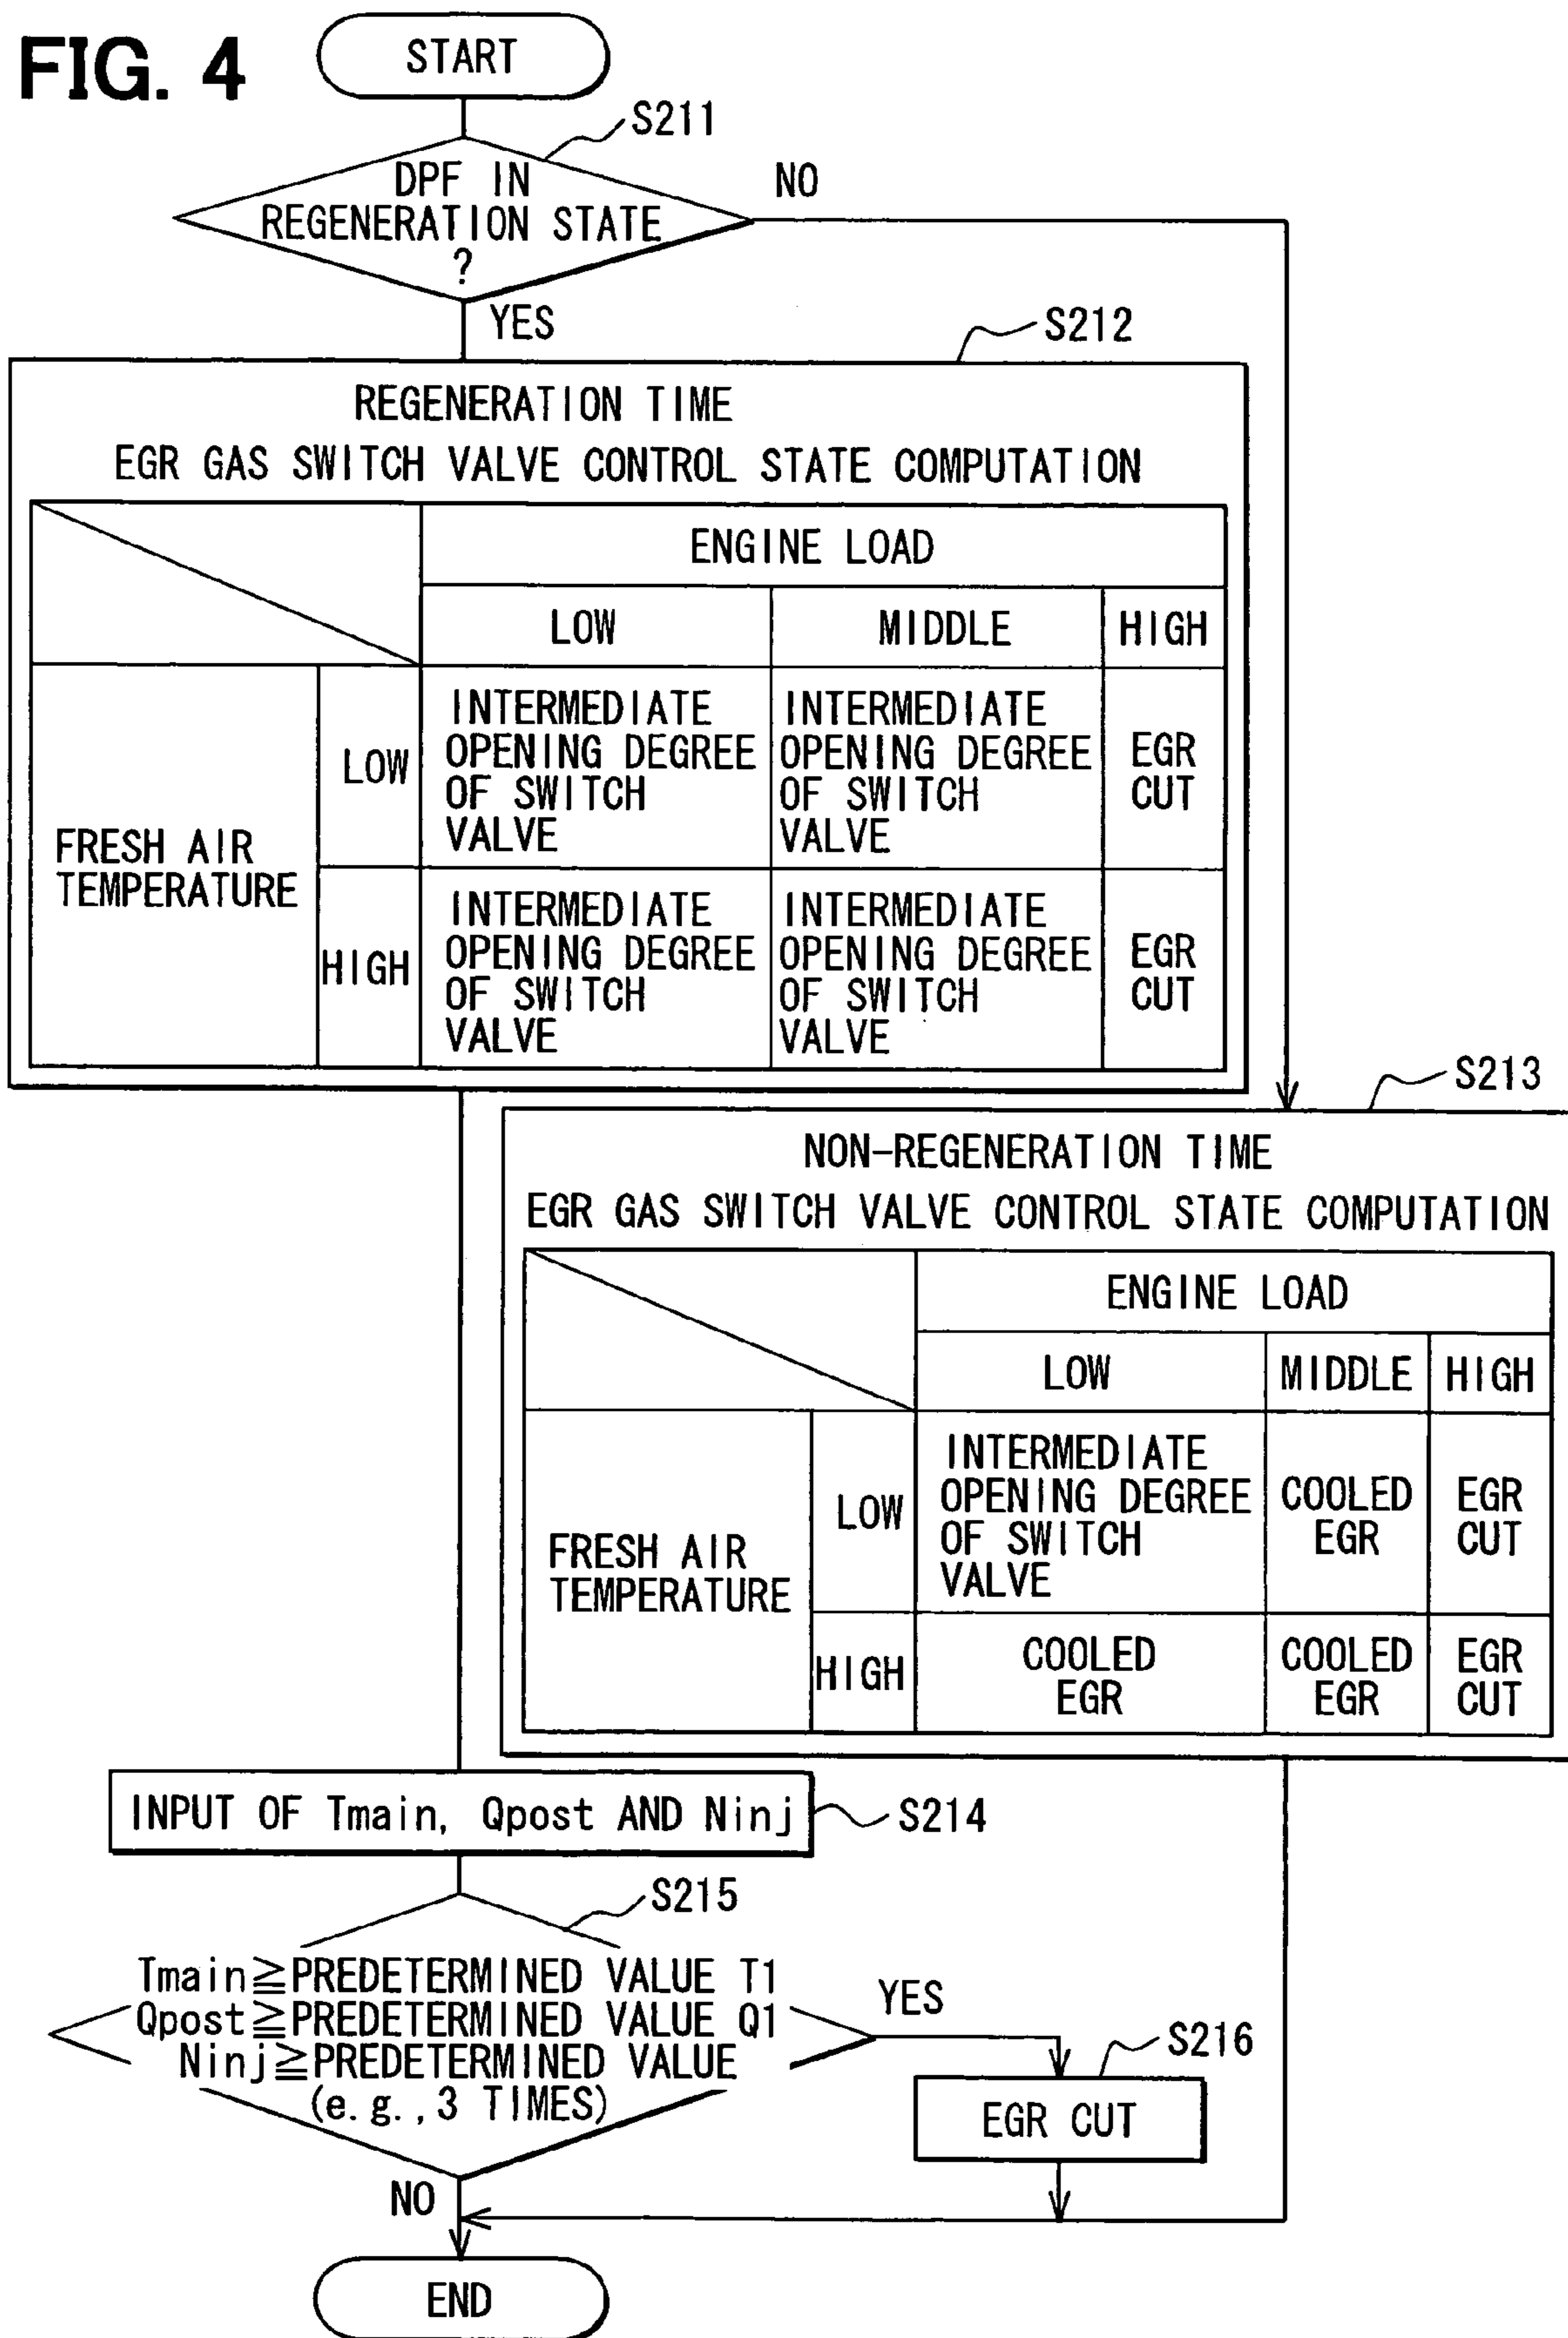 FIG. 4
START
S211
DPF IN
REGENERATION STATE
?
NO
YES
S212
REGENERATION TIME
EGR GAS SWITCH VALVE CONTROL STATE COMPUTATION
ENGINE LOAD
LOW
MIDDLE
HIGH
FRESH AIR
TEMPERATURE
LOW
INTERMEDIATE
OPENING DEGREE
OF SWITCH
VALVE
INTERMEDIATE
OPENING DEGREE
OF SWITCH
VALVE
EGR
CUT
HIGH
INTERMEDIATE
OPENING DEGREE
OF SWITCH
VALVE
INTERMEDIATE
OPENING DEGREE
OF SWITCH
VALVE
EGR
CUT
S213
NON-REGENERATION TIME
EGR GAS SWITCH VALVE CONTROL STATE COMPUTATION
ENGINE LOAD
LOW
MIDDLE
HIGH
FRESH AIR
TEMPERATURE
LOW
INTERMEDIATE
OPENING DEGREE
OF SWITCH
VALVE
COOLED
EGR
EGR
CUT
HIGH
COOLED
EGR
COOLED
EGR
EGR
CUT
INPUT OF Tmain, Qpost AND Ninj
S214
S215
Tmain≧PREDETERMINED VALUE T1
Qpost≧PREDETERMINED VALUE Q1
Ninj≧PREDETERMINED VALUE
(e.g.,3 TIMES)
YES
S216
EGR CUT
NO
END